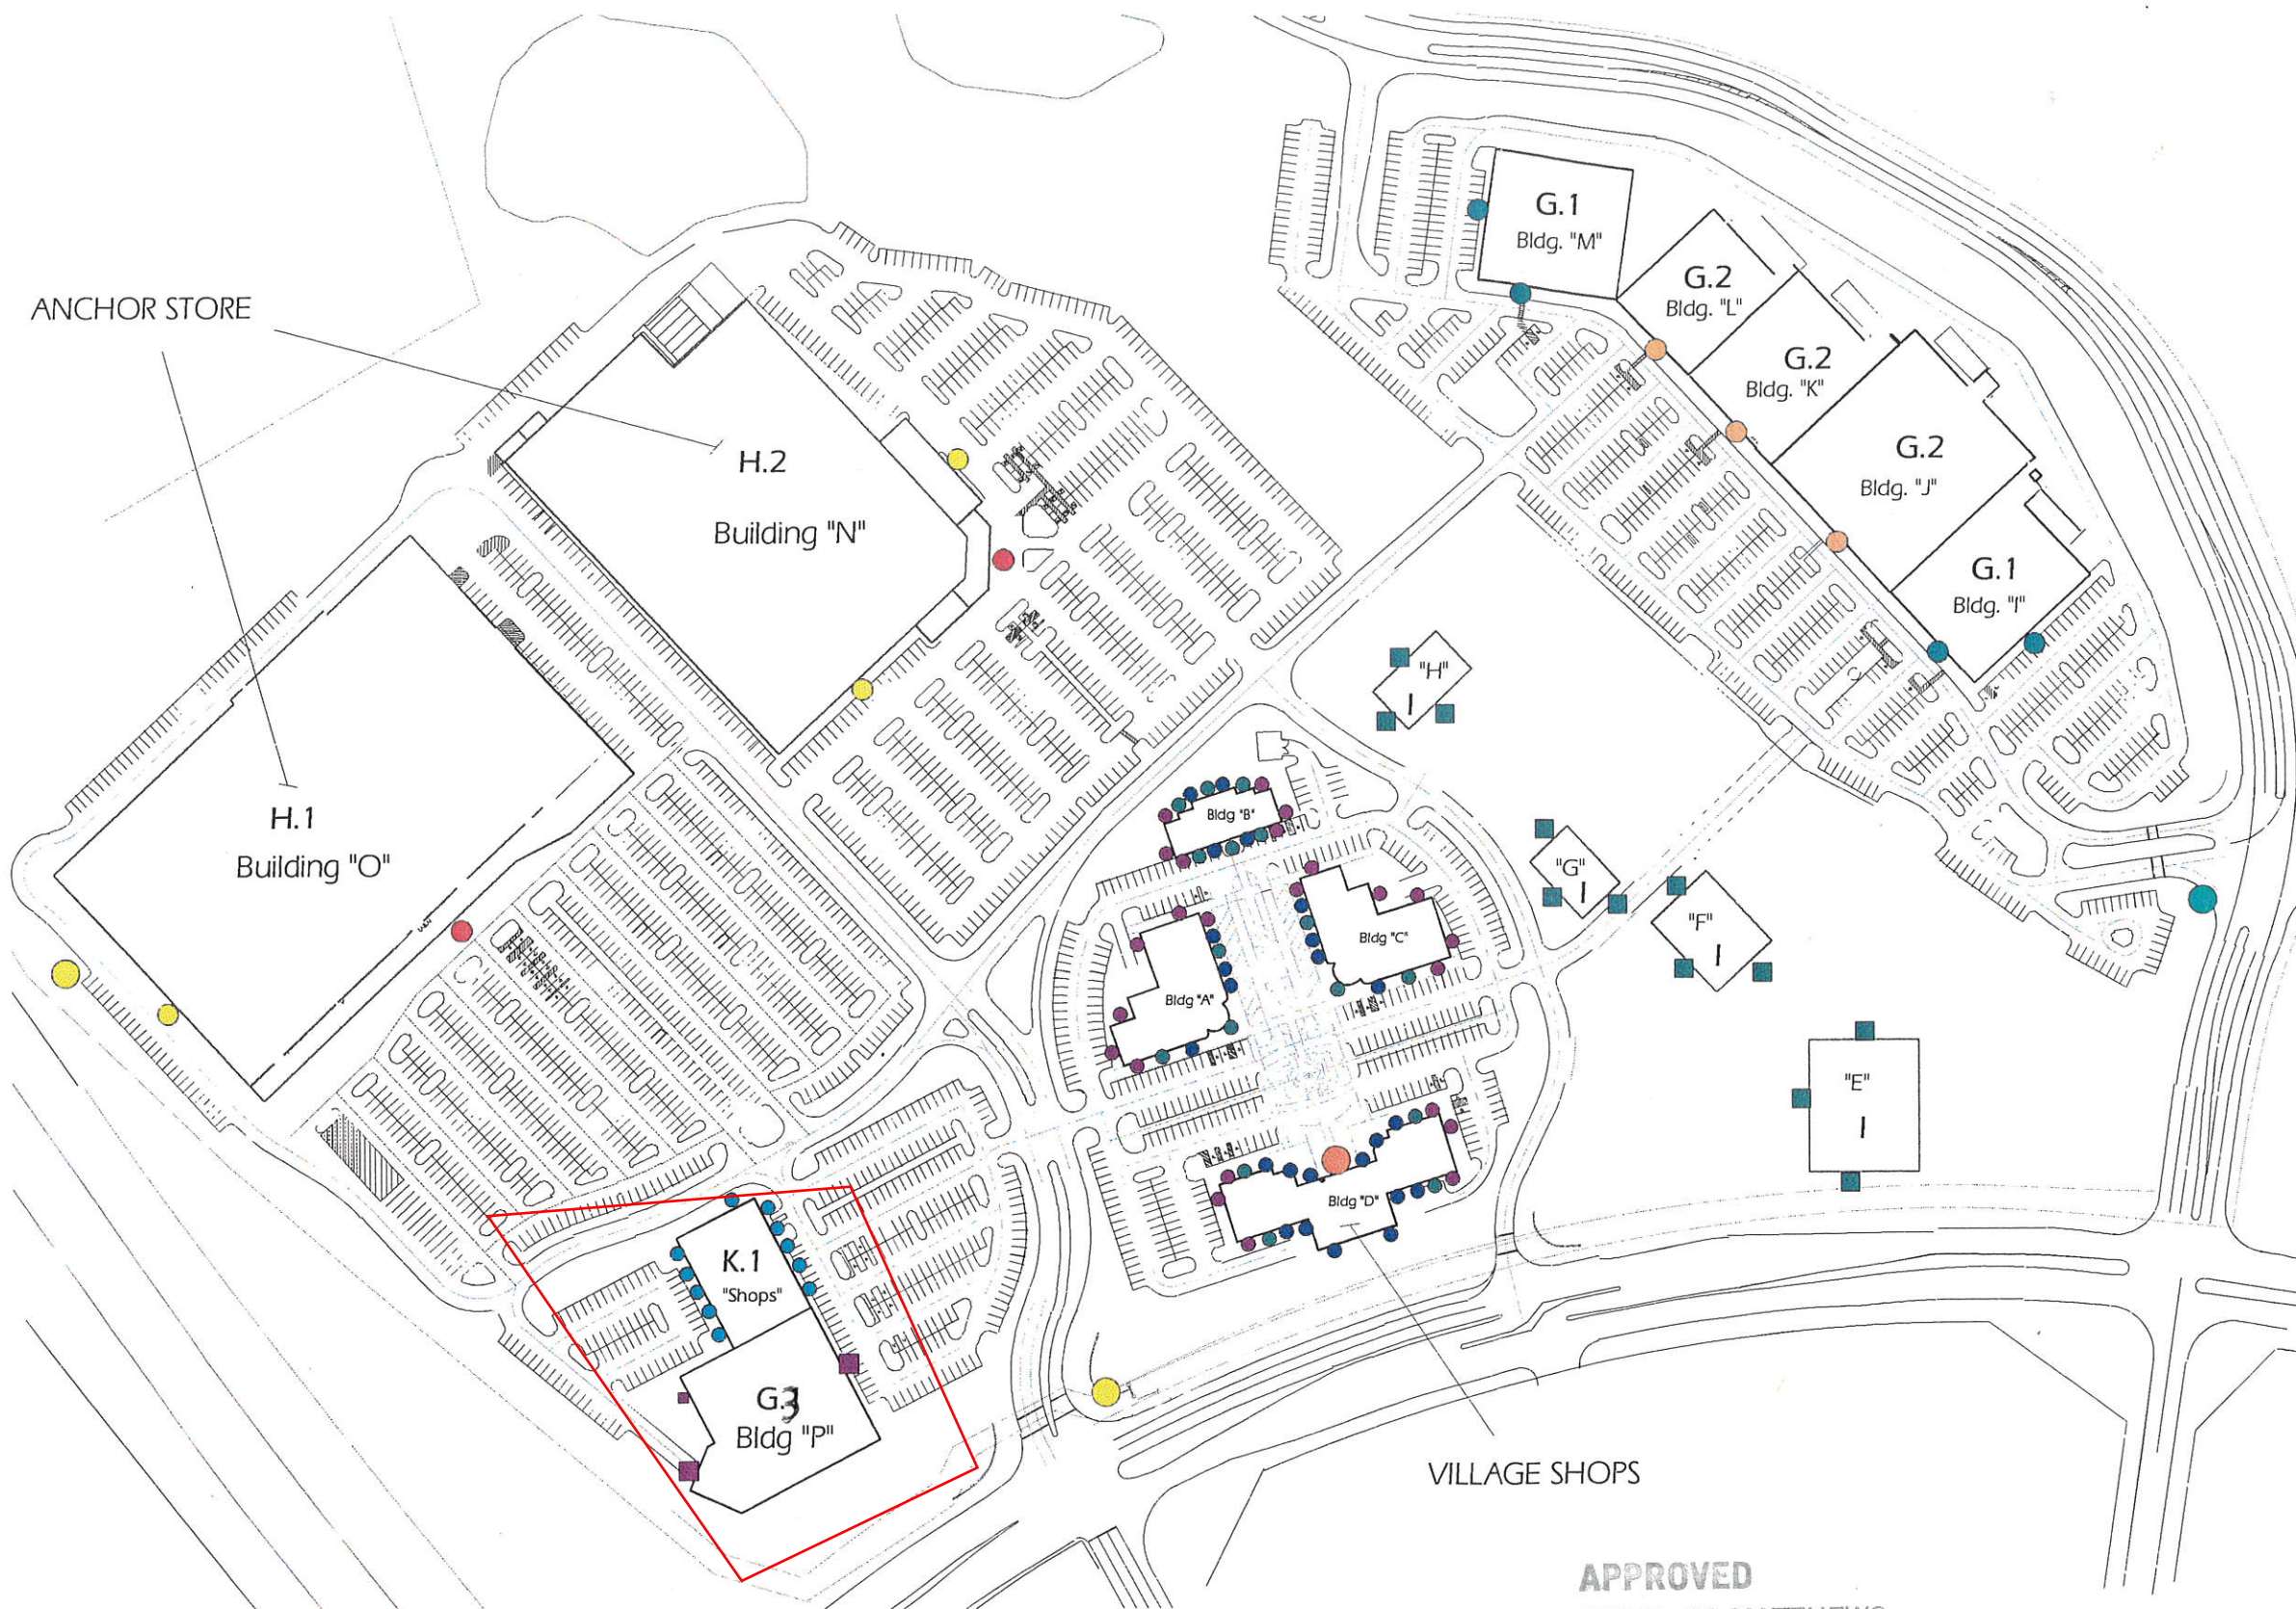 ANCHOR STORE
G.1
Bldg. "M"
G.2
Bldg. "L"
G.2
Bldg. "K"
G.2
Bldg. "J"
G.1
Bldg. "I"
H.2
Building "N"
H.1
Building "O"
"H"
I
"G"
I
"F"
I
"E"
I
Bldg "B"
Bldg "C"
Bldg "A"
Bldg "D"
K.1
"Shops"
G.3
Bldg "P"
VILLAGE SHOPS
APPROVED